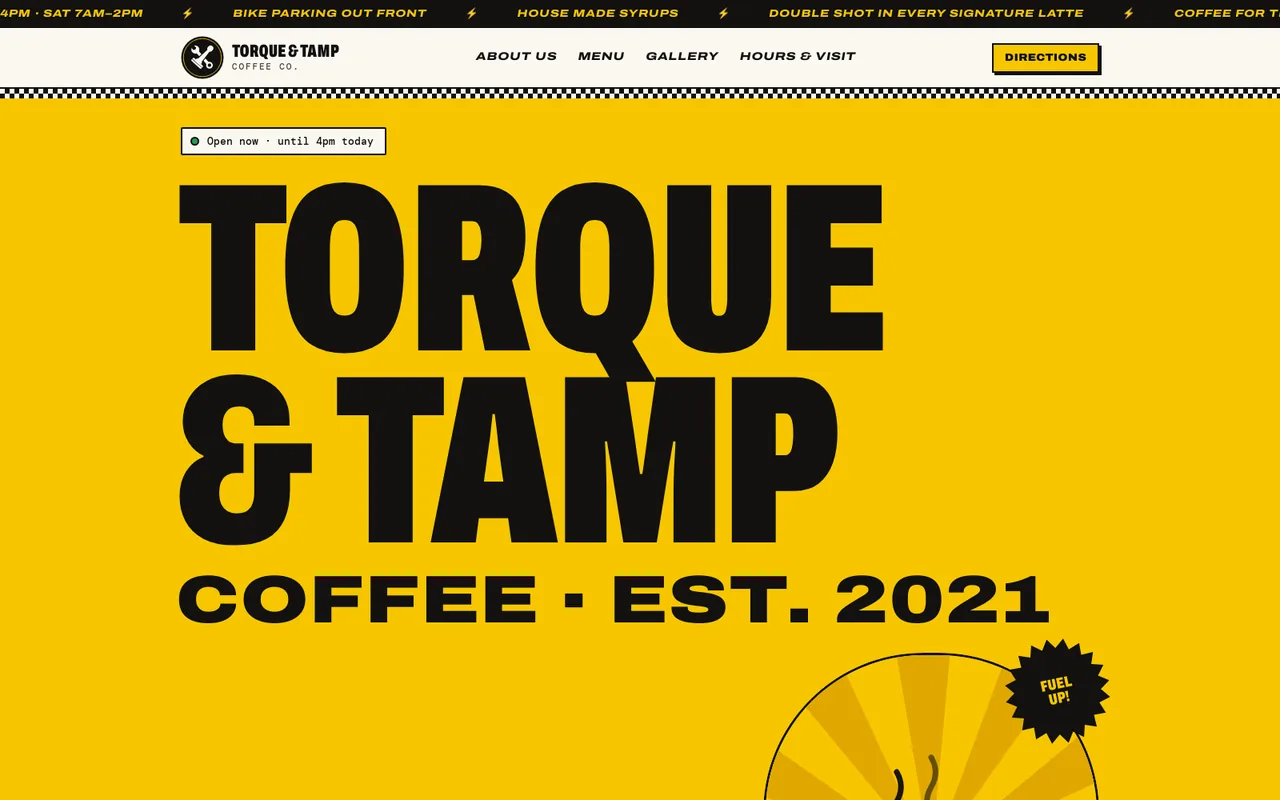 4PM · SAT 7AM–2PM ⚡ BIKE PARKING OUT FRONT ⚡ HOUSE MADE SYRUPS ⚡ DOUBLE SHOT IN EVERY SIGNATURE LATTE ⚡ COFFEE FOR
TORQUE & TAMP
COFFEE CO.
ABOUT US MENU GALLERY HOURS & VISIT
DIRECTIONS
Open now · until 4pm today
TORQUE
& TAMP
COFFEE · EST. 2021
FUEL
UP!